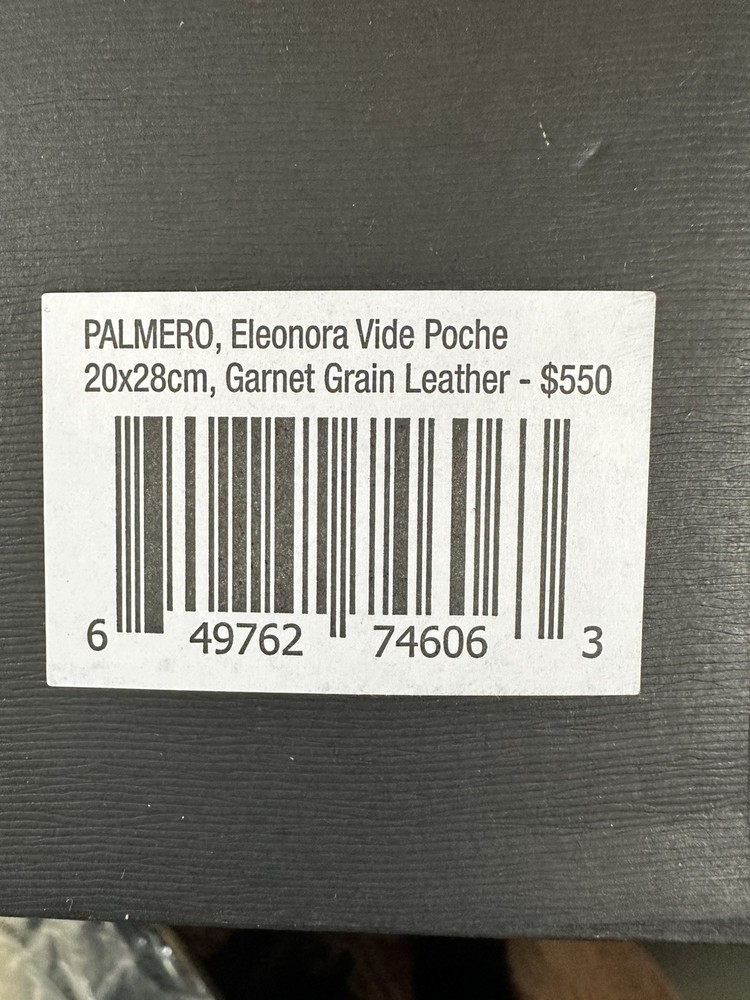 PALMERO, Eleonora Vide Poche
20x28cm, Garnet Grain Leather - $550
6 49762 74606 3